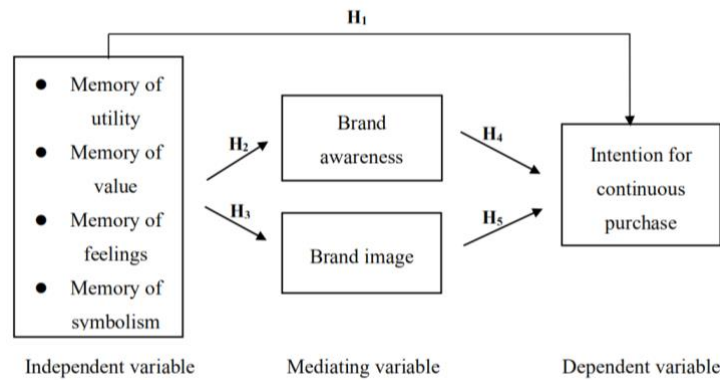 H1
● Memory of
utility
● Memory of
value
● Memory of
feelings
● Memory of
symbolism
H2
H3
Brand
awareness
Brand image
H4
H5
Intention for
continuous
purchase
Independent variable
Mediating variable
Dependent variable